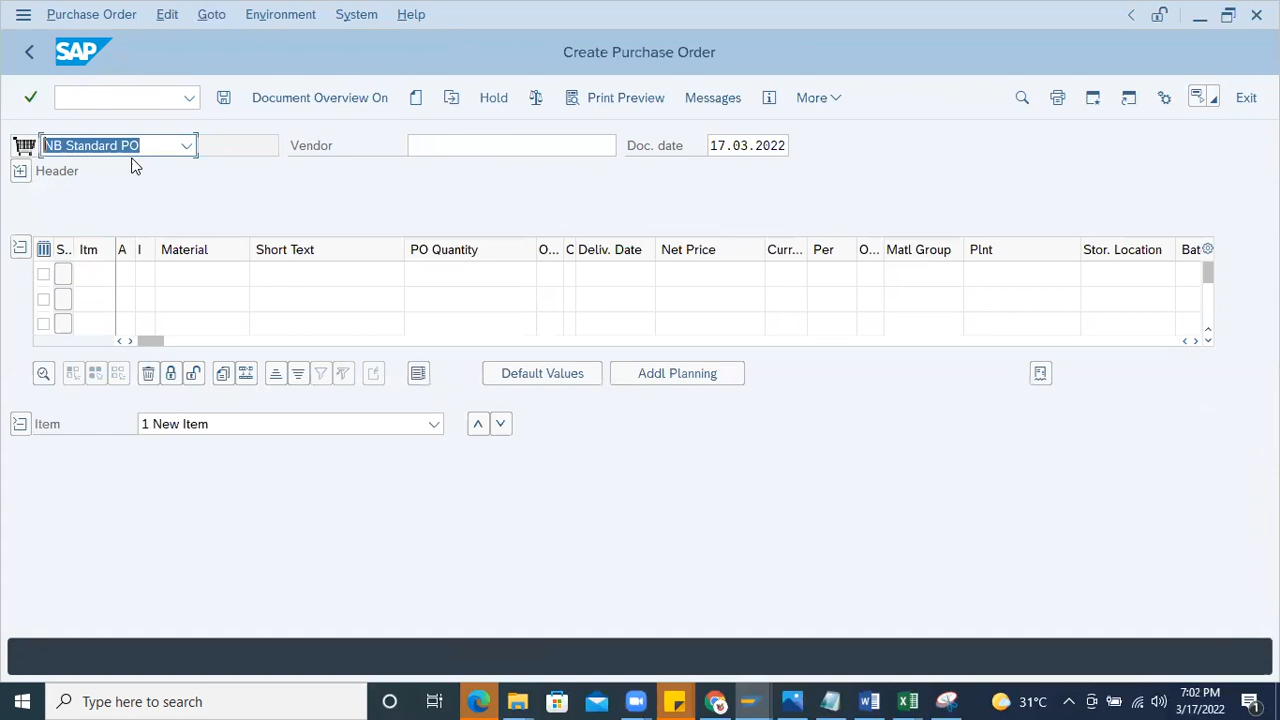 Purchase Order Edit Goto Environment System Help
SAP Create Purchase Order
Document Overview On Hold Print Preview Messages More Exit
NB Standard PO Vendor Doc. date 17.03.2022
Header
S.. Itm A I Material Short Text PO Quantity O... C Deliv. Date Net Price Curr... Per O... Matl Group Plnt Stor. Location Bat
Default Values Addl Planning
Item 1 New Item
Type here to search 31°C 7:02 PM
3/17/2022